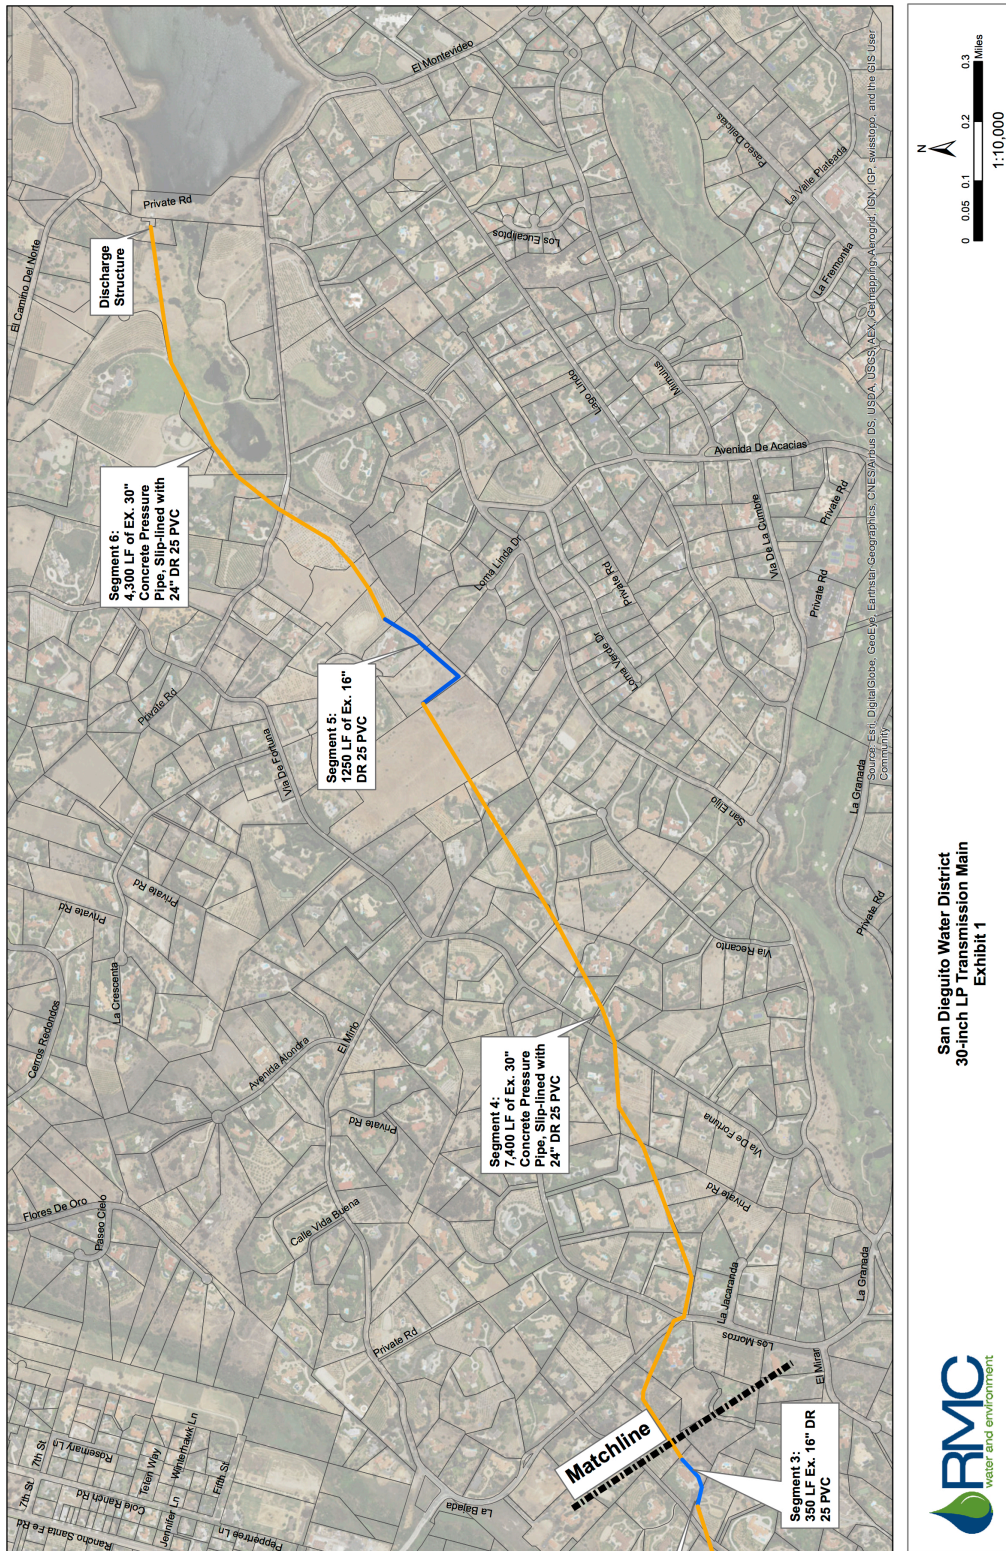 El Camino Del Norte
Private Rd
El Montevideo
Discharge
Structure
Segment 6:
4,300 LF of EX. 30"
Concrete Pressure
Pipe, Slip-lined with
24" DR 25 PVC
Los Eucaliptos
Paseo Delicias
La Valle Plateada
La Fremontia
Lago Lindo
Mimulus
Avenida De Acacias
Via De La Cumbre
Private Rd
Private Rd
Loma Linda Dr
Private Rd
Loma Verde Dr
Segment 5:
1250 LF of Ex. 16"
DR 25 PVC
Private Rd
Via De Fortuna
San Elijo
La Granada
Private Rd
Via Recanto
Private Rd
Private Rd
La Crescenta
Cerros Redondos
Avenida Alondra
El Mirlo
Private Rd
Segment 4:
7,400 LF of Ex. 30"
Concrete Pressure
Pipe, Slip-lined with
24" DR 25 PVC
Via De Fortuna
Private Rd
Flores De Oro
Paseo Cielo
Calle Vida Buena
Private Rd
La Jacaranda
Los Morros
La Granada
El Mirar
Matchline
Segment 3:
350 LF Ex. 16" DR
25 PVC
La Bajada
7th St
7th St
Rosemary Ln
Teten Way
Winterhawk Ln
Fifth St
Cole Ranch Rd
Jennifer Ln
Peppertree Ln
Rancho Santa Fe Rd
Source: Esri, DigitalGlobe, GeoEye, Earthstar Geographics, CNES/Airbus DS, USDA, USGS, AEX, Getmapping, Aerogrid, IGN, IGP, swisstopo, and the GIS User
Community
N
0 0.05 0.1 0.2 0.3
Miles
1:10,000
San Dieguito Water District
30-inch LP Transmission Main
Exhibit 1
RMC
water and environment